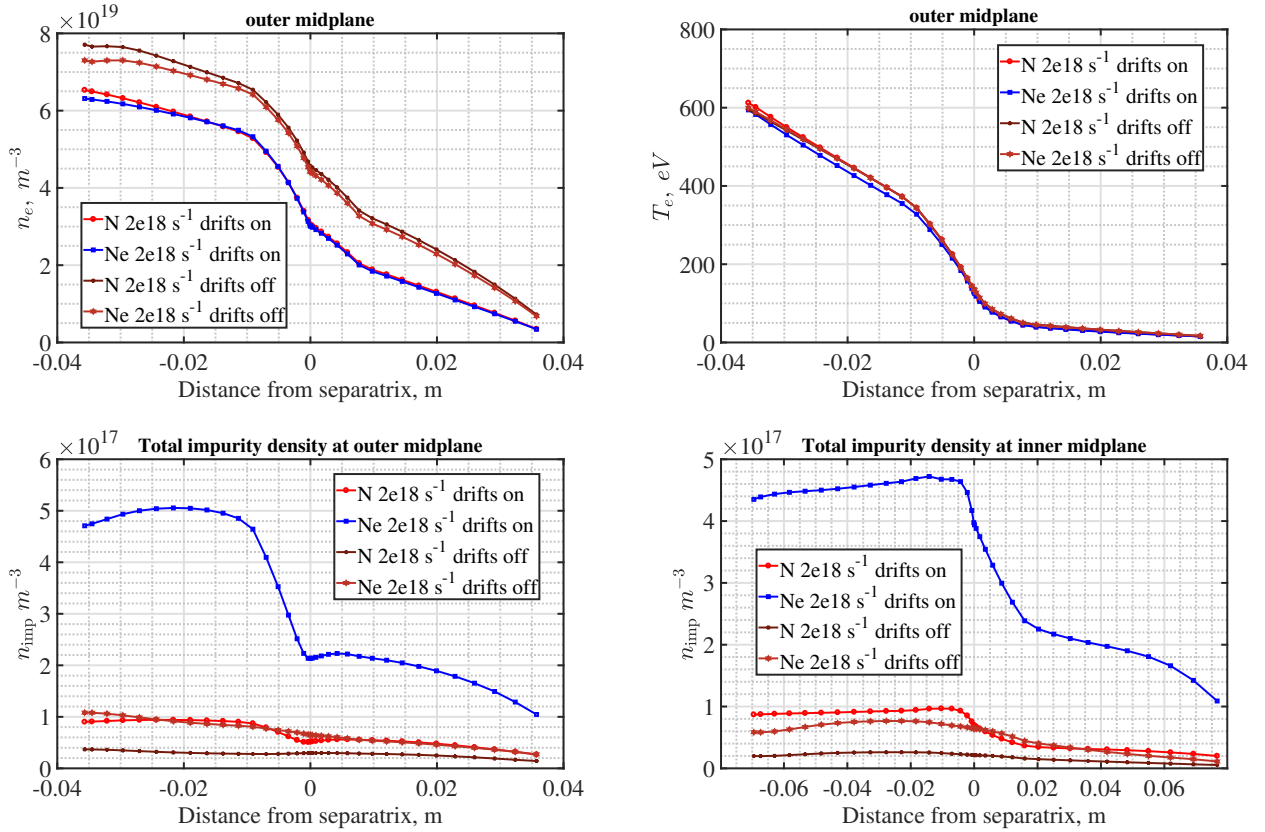 outer midplane
×10^19
8
6
4
2
0
n_e, m^−3
N 2e18 s^-1 drifts on
Ne 2e18 s^-1 drifts on
N 2e18 s^-1 drifts off
Ne 2e18 s^-1 drifts off
-0.04 -0.02 0 0.02 0.04
Distance from separatrix, m
outer midplane
800
600
400
200
0
T_e, eV
N 2e18 s^-1 drifts on
Ne 2e18 s^-1 drifts on
N 2e18 s^-1 drifts off
Ne 2e18 s^-1 drifts off
-0.04 -0.02 0 0.02 0.04
Distance from separatrix, m
Total impurity density at outer midplane
×10^17
6
5
4
3
2
1
0
n_imp m^−3
N 2e18 s^-1 drifts on
Ne 2e18 s^-1 drifts on
N 2e18 s^-1 drifts off
Ne 2e18 s^-1 drifts off
-0.04 -0.02 0 0.02 0.04
Distance from separatrix, m
Total impurity density at inner midplane
×10^17
5
4
3
2
1
0
n_imp m^−3
N 2e18 s^-1 drifts on
Ne 2e18 s^-1 drifts on
N 2e18 s^-1 drifts off
Ne 2e18 s^-1 drifts off
-0.06 -0.04 -0.02 0 0.02 0.04 0.06
Distance from separatrix, m